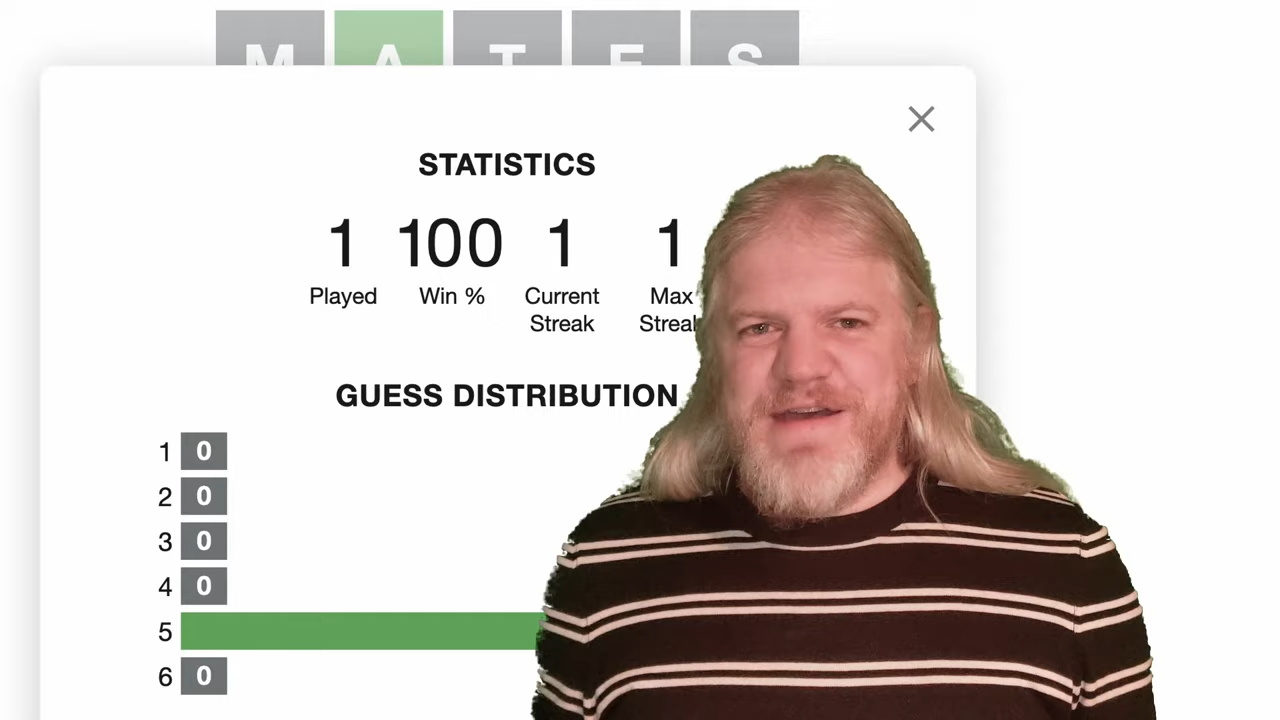 M A T E S
STATISTICS
1 100 1 1
Played Win % Current Streak Max Strea
GUESS DISTRIBUTION
1 0
2 0
3 0
4 0
5
6 0